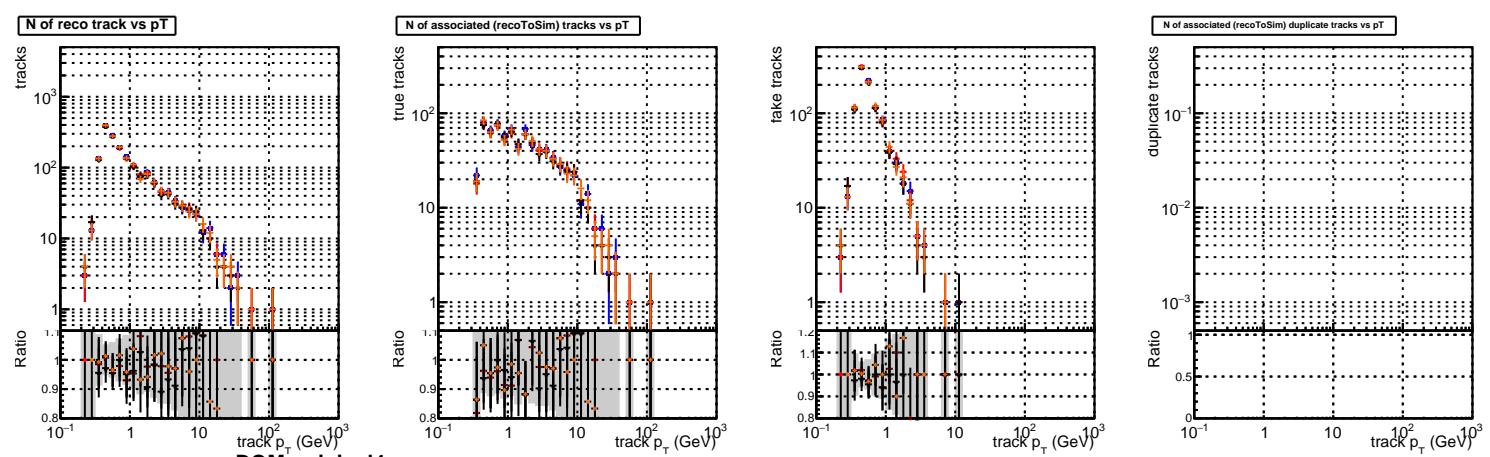 N of reco track vs pT
tracks
10³
10²
10
1
Ratio
1.1
1
0.9
0.8
10⁻¹ 1 10 10² 10³
track p_T (GeV)
N of associated (recoToSim) tracks vs pT
true tracks
10²
10
1
Ratio
1.1
1
0.9
0.8
10⁻¹ 1 10 10² 10³
track p_T (GeV)
fake tracks
10²
10
1
Ratio
1.1
1
0.9
0.8
10⁻¹ 1 10 10² 10³
track p_T (GeV)
N of associated (recoToSim) duplicate tracks vs pT
duplicate tracks
10⁻¹
10⁻²
10⁻³
Ratio
1
0.5
0
10⁻¹ 1 10 10² 10³
track p_T (GeV)